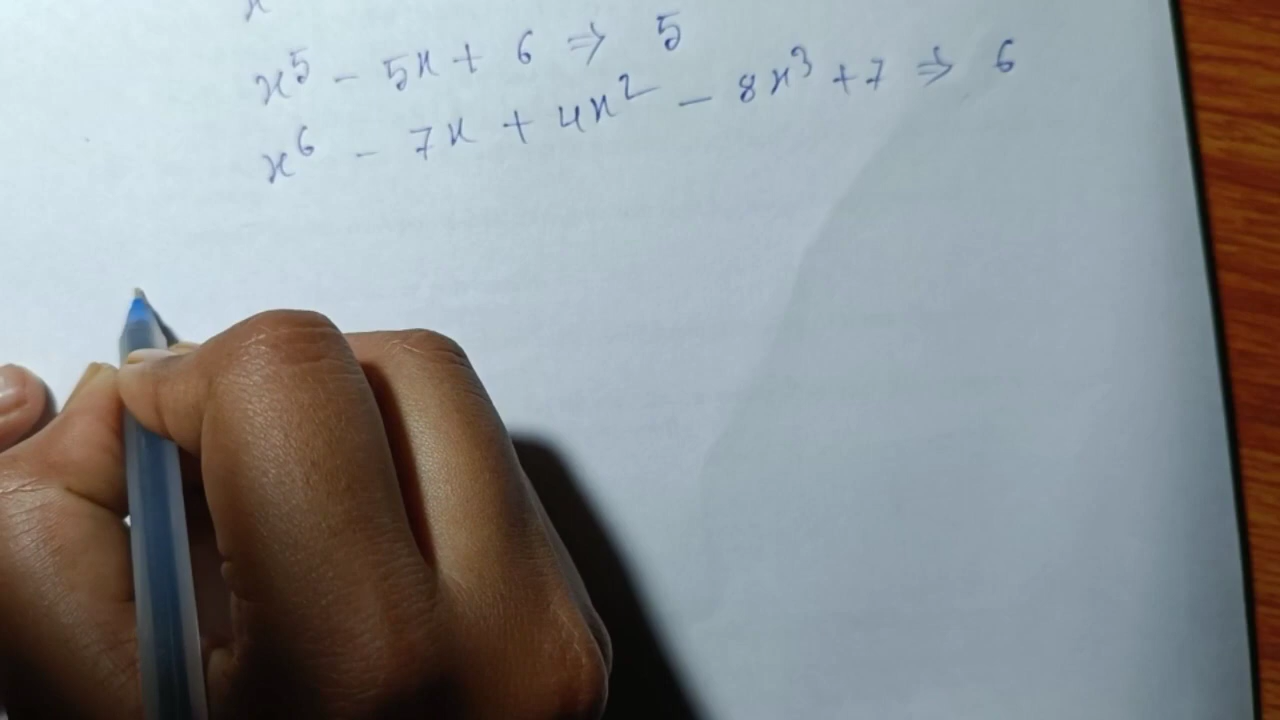 x⁵ - 5x + 6 ⇒ 5
x⁶ - 7x + 4x² - 8x³ + 7 ⇒ 6